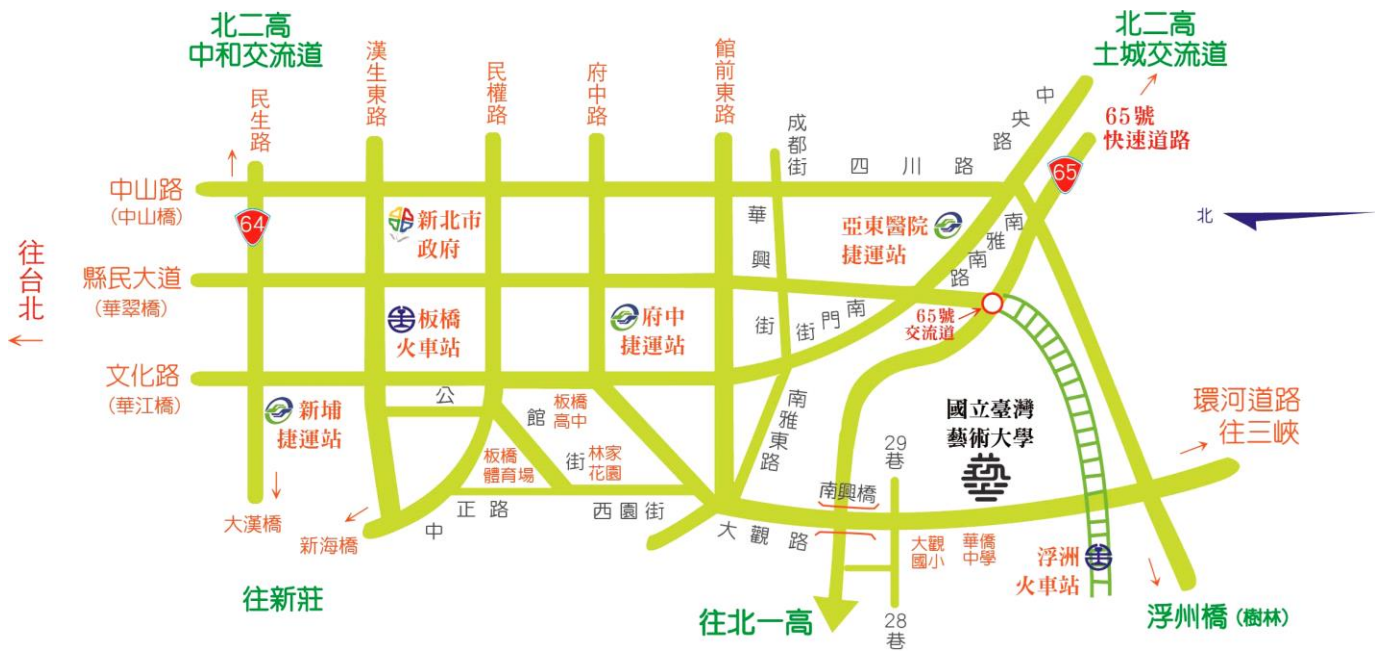 北二高
中和交流道
北二高
土城交流道
民生路
漢生東路
民權路
府中路
館前東路
成都街
四川路
中央路
65號
快速道路
65
中山路
(中山橋)
64
新北市
政府
華興街
亞東醫院
捷運站
南雅南路
北
往台北
縣民大道
(華翠橋)
板橋
火車站
府中
捷運站
南門街
65號
交流道
文化路
(華江橋)
新埔
捷運站
公館街
板橋
高中
南雅東路
國立臺灣
藝術大學
環河道路
往三峽
板橋
體育場
林家
花園
29巷
南興橋
大漢橋
新海橋
中正路
西園街
大觀路
大觀
國小
華僑
中學
浮洲
火車站
往新莊
往北一高
28巷
浮州橋 (樹林)